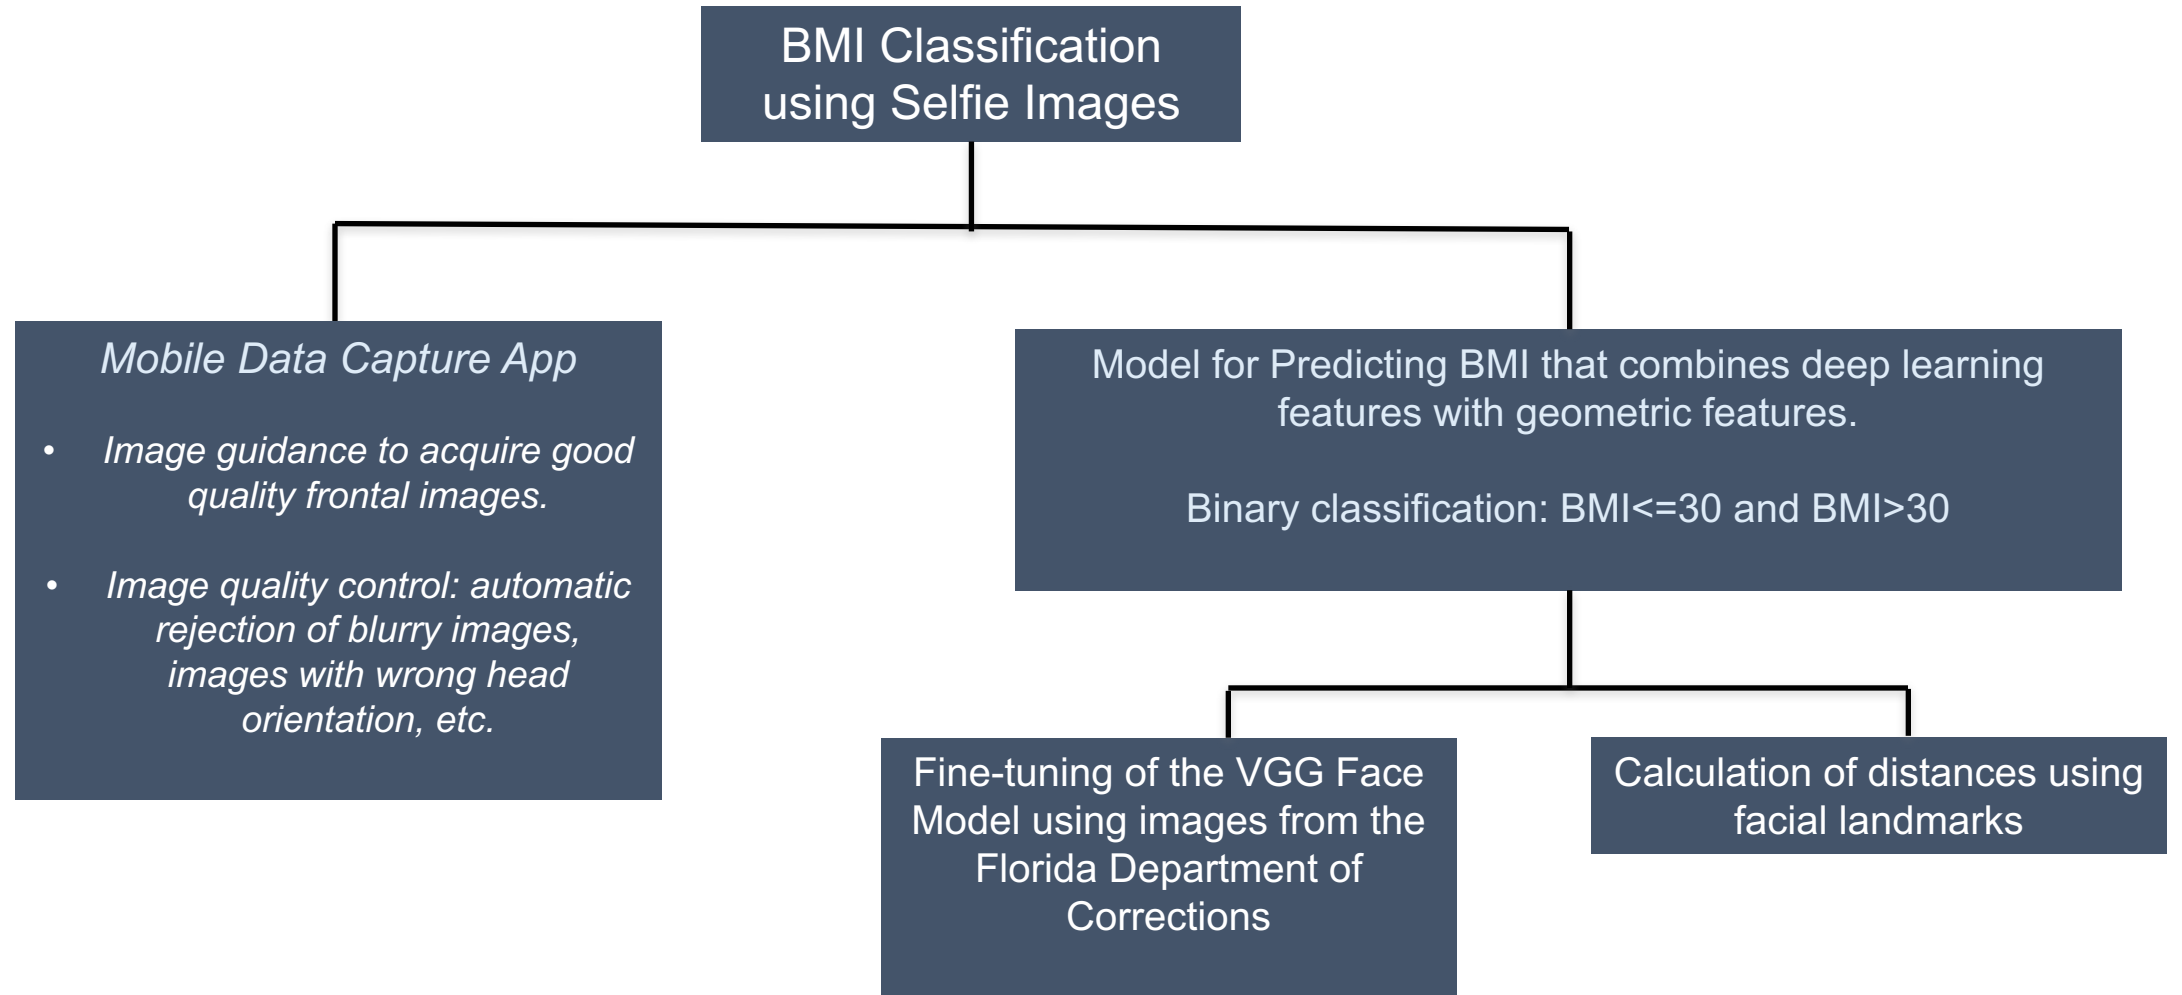 BMI Classification
using Selfie Images
Mobile Data Capture App
• Image guidance to acquire good
quality frontal images.
• Image quality control: automatic
rejection of blurry images,
images with wrong head
orientation, etc.
Model for Predicting BMI that combines deep learning
features with geometric features.
Binary classification: BMI<=30 and BMI>30
Fine-tuning of the VGG Face
Model using images from the
Florida Department of
Corrections
Calculation of distances using
facial landmarks